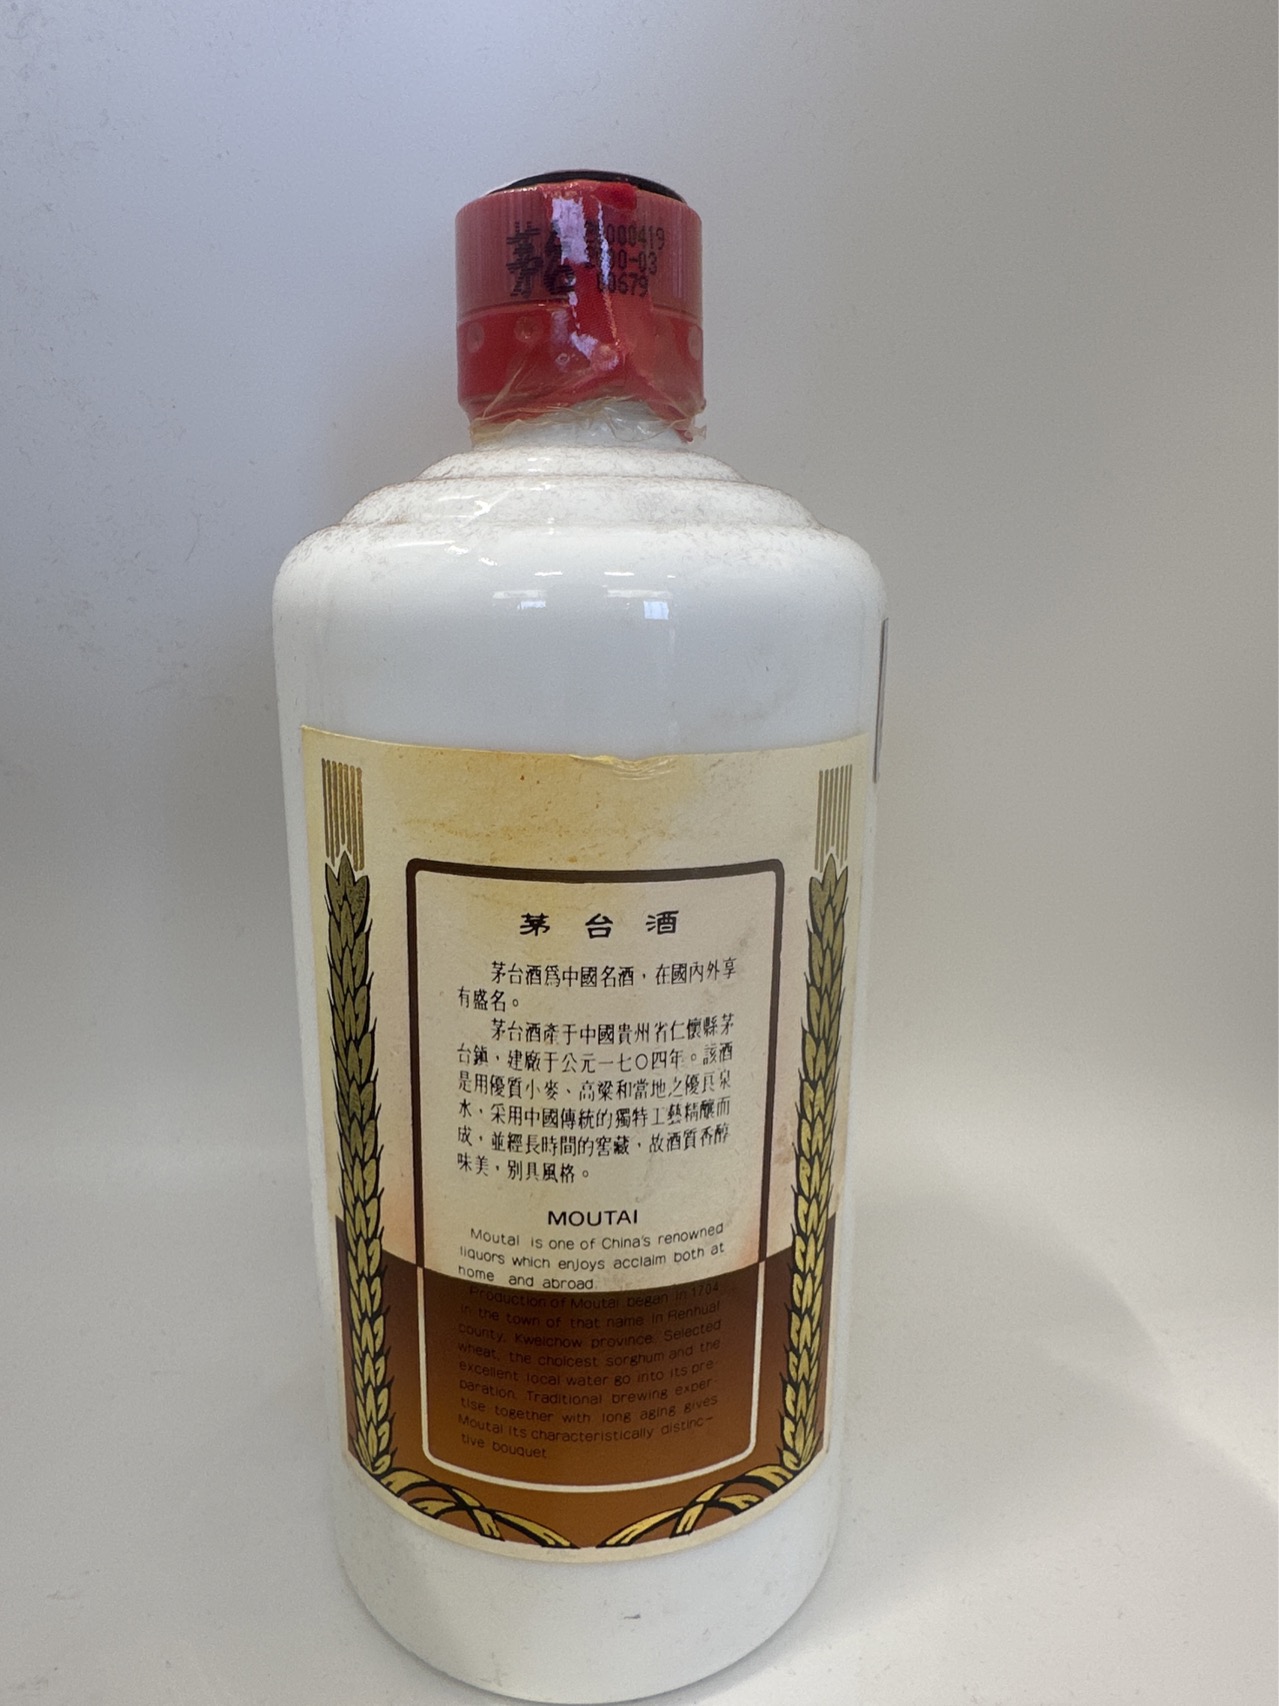 茅台
000419
00-03
00679
茅台酒
茅台酒爲中國名酒，在國內外享
有盛名。
茅台酒產于中國貴州省仁懷縣茅
台鎮，建廠于公元一七〇四年。該酒
是用優質小麥、高粱和當地之優良泉
水，采用中國傳統的獨特工藝精釀而
成，並經長時間的窖藏，故酒質香醇
味美，別具風格。
MOUTAI
Moutai is one of China's renowned
liquors which enjoys acclaim both at
home and abroad.
Production of Moutai began in 1704
in the town of that name in Renhuai
county, Kweichow province. Selected
wheat, the choicest sorghum and the
excellent local water go into its pre-
paration. Traditional brewing exper-
tise together with long aging gives
Moutai its characteristically distinc-
tive bouquet.